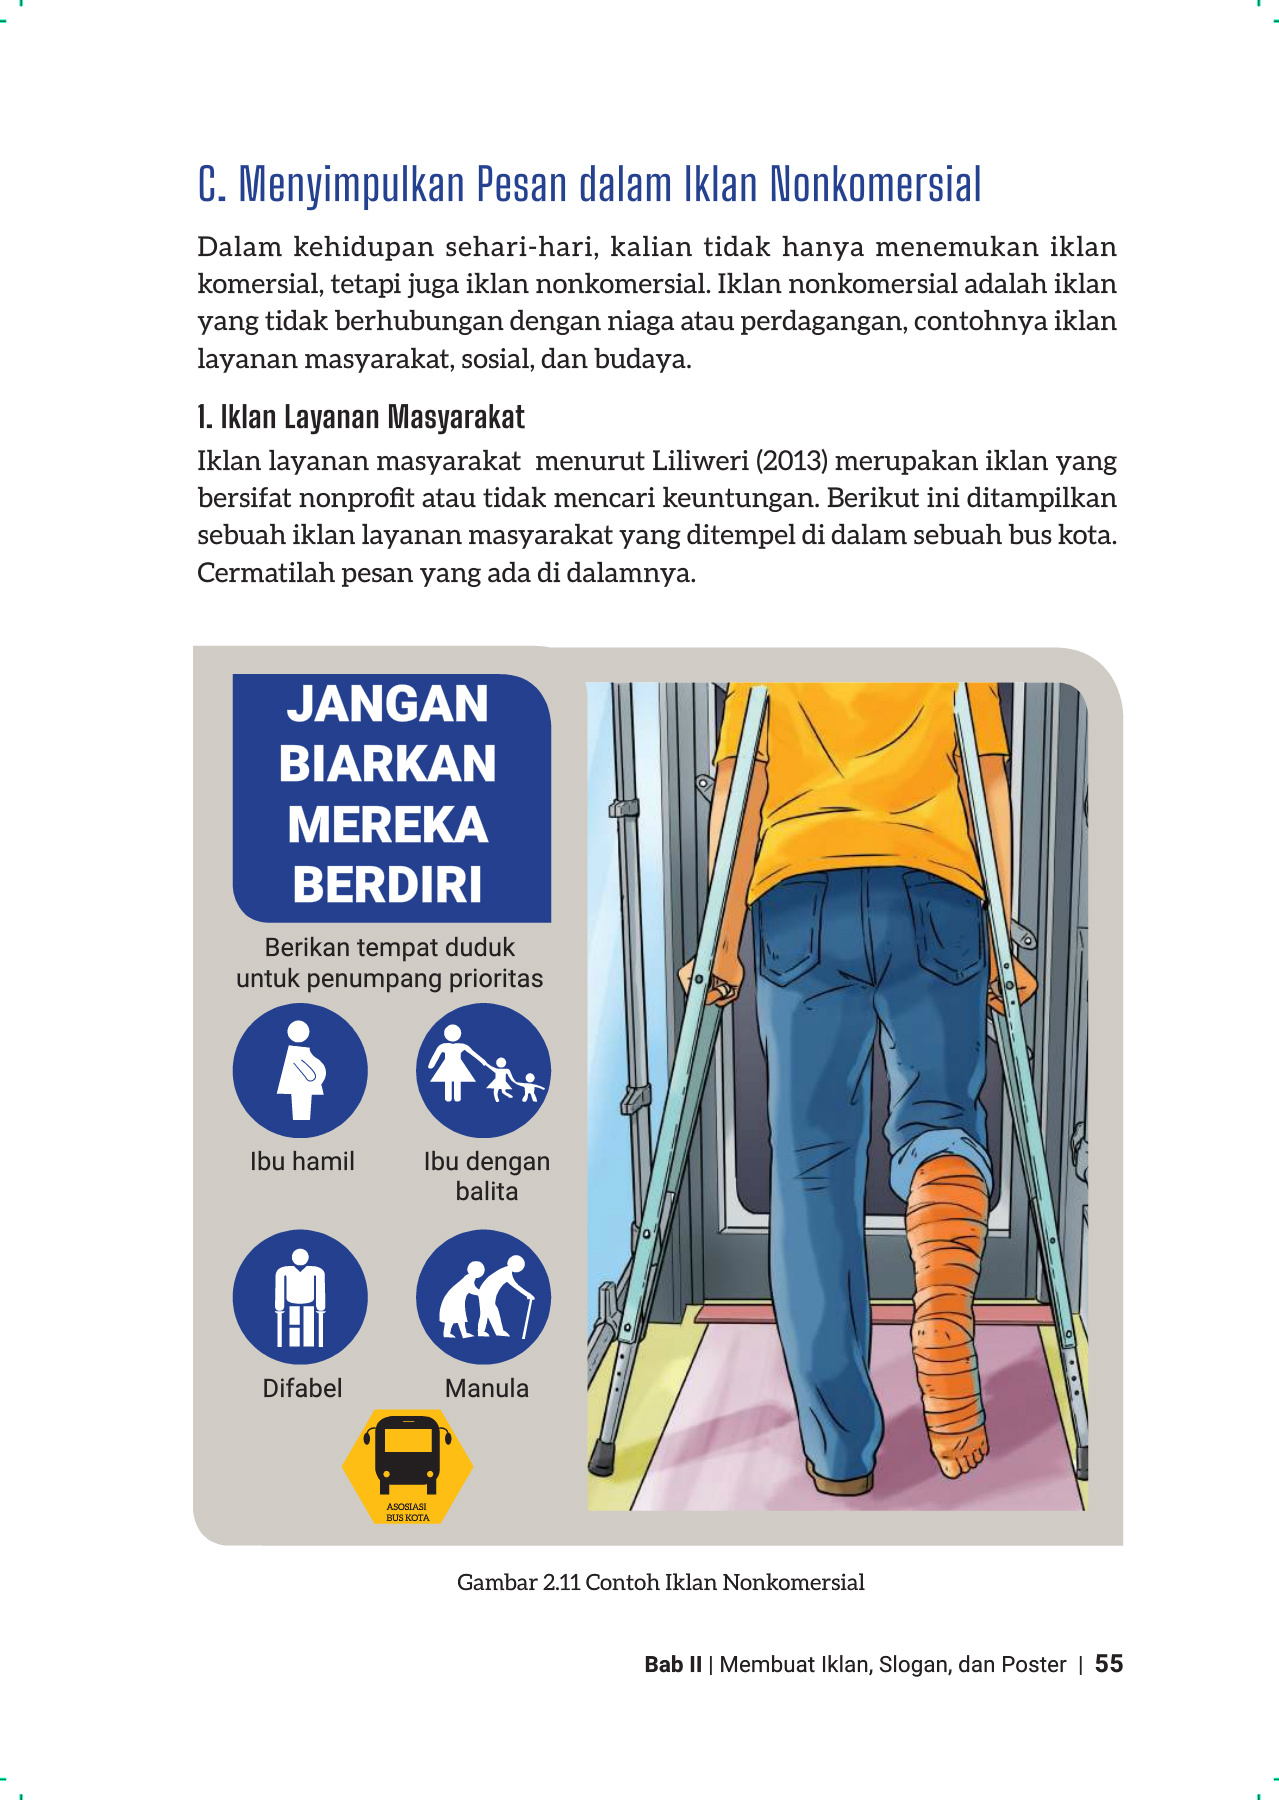 C. Menyimpulkan Pesan dalam Iklan Nonkomersial
Dalam kehidupan sehari-hari, kalian tidak hanya menemukan iklan
komersial, tetapi juga iklan nonkomersial. Iklan nonkomersial adalah iklan
yang tidak berhubungan dengan niaga atau perdagangan, contohnya iklan
layanan masyarakat, sosial, dan budaya.
1. Iklan Layanan Masyarakat
Iklan layanan masyarakat menurut Liliweri (2013) merupakan iklan yang
bersifat nonprofit atau tidak mencari keuntungan. Berikut ini ditampilkan
sebuah iklan layanan masyarakat yang ditempel di dalam sebuah bus kota.
Cermatilah pesan yang ada di dalamnya.
JANGAN
BIARKAN
MEREKA
BERDIRI
Berikan tempat duduk
untuk penumpang prioritas
Ibu hamil
Ibu dengan
balita
Difabel
Manula
ASOSIASI
BUS KOTA
Gambar 2.11 Contoh Iklan Nonkomersial
Bab II | Membuat Iklan, Slogan, dan Poster | 55